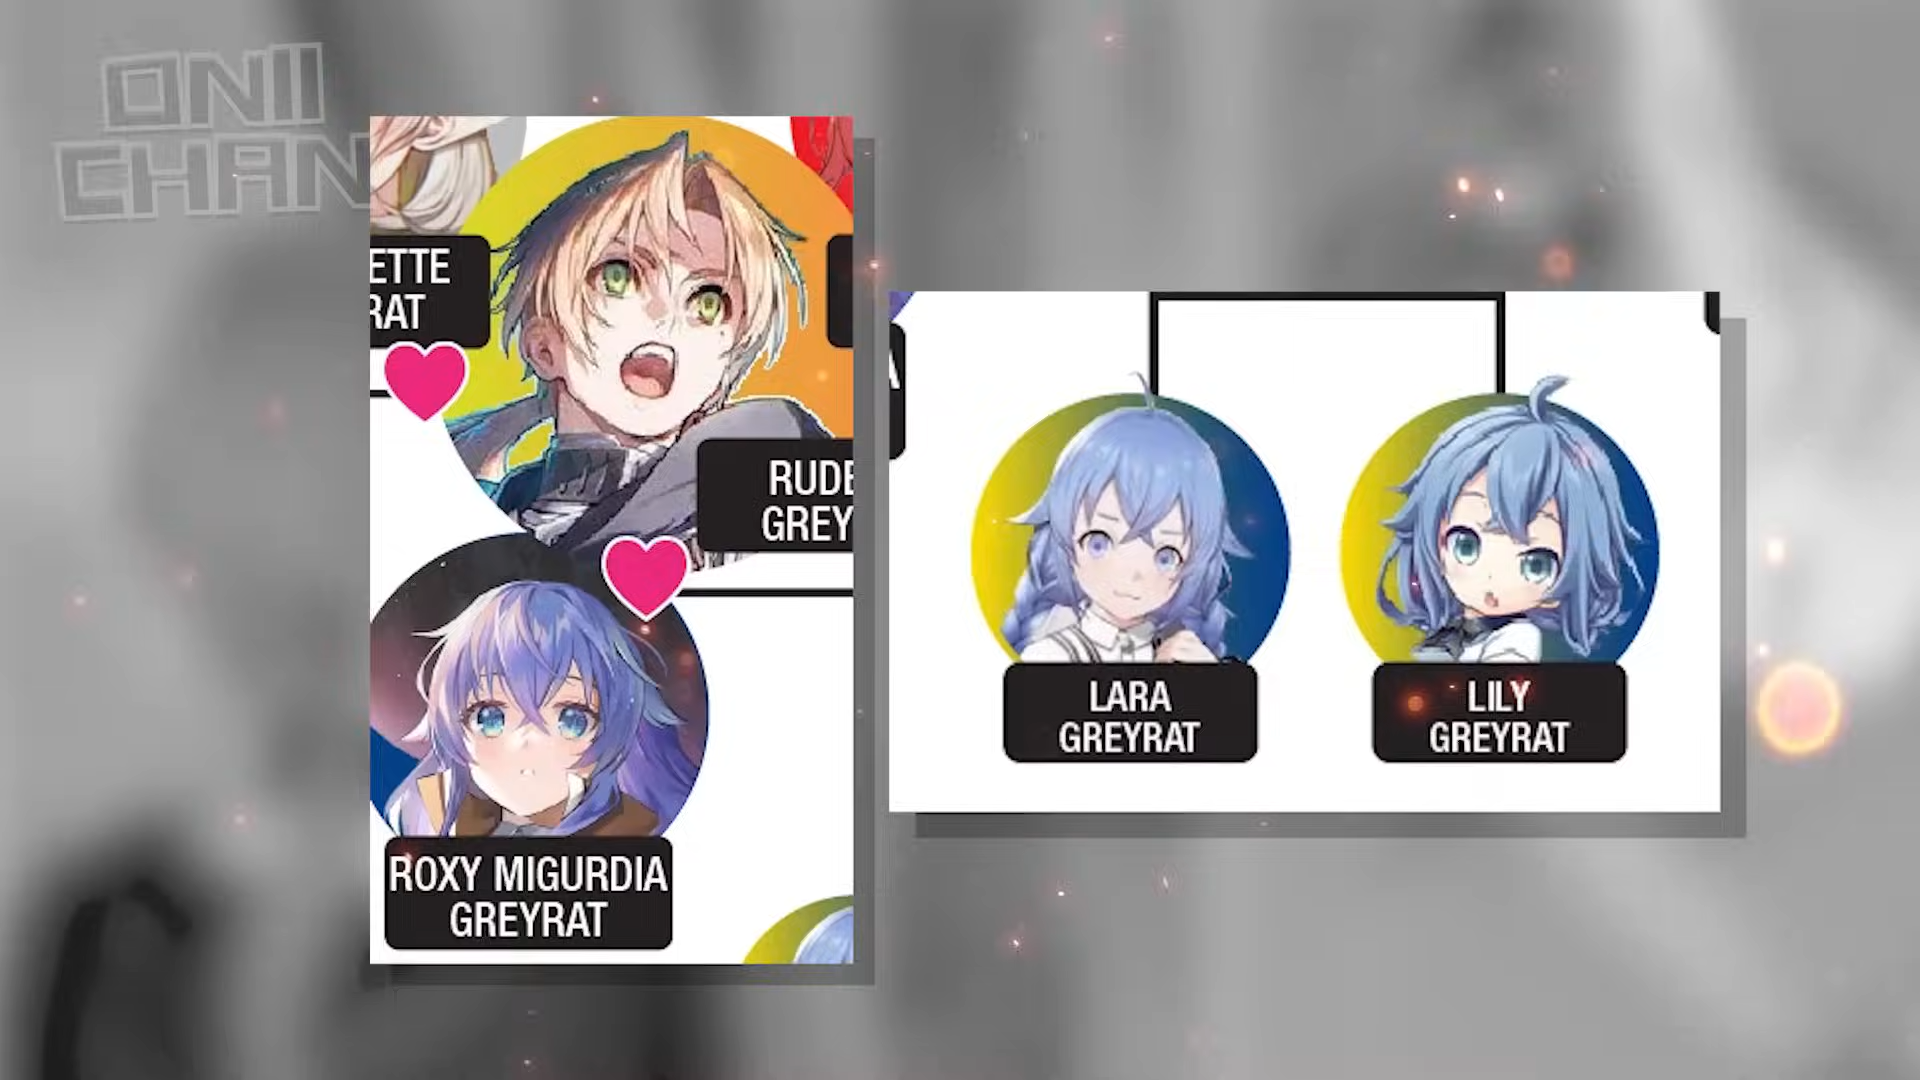 ONII
CHAN
ETTE
RAT
RUDE
GREY
ROXY MIGURDIA
GREYRAT
LARA
GREYRAT
LILY
GREYRAT